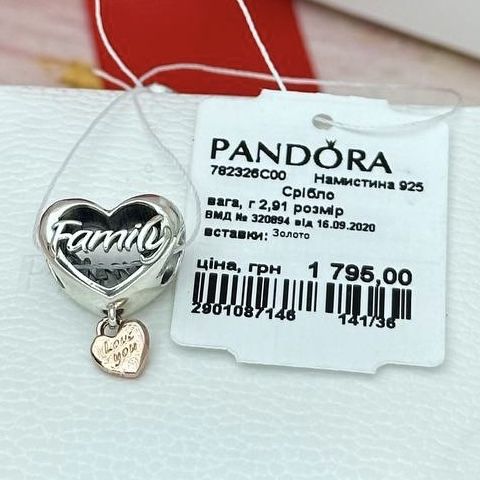 PANDORA
782326C00 Намистина 925
Срібло
вага, г 2,91 розмір
ВМД № 320894 від 16.09.2020
вставки: Золото
ціна, грн 1 795,00
2901087146 141/36
Family
Love
you